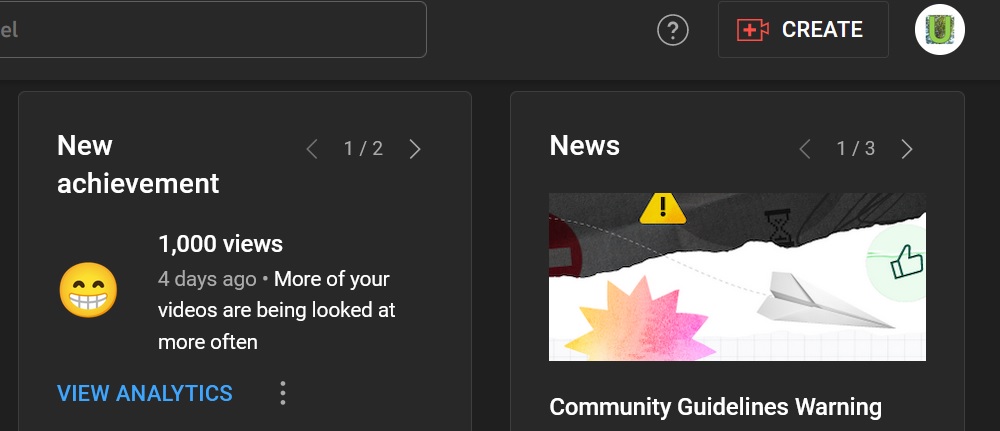 el
CREATE
U
New
achievement
1 / 2
1,000 views
4 days ago • More of your
videos are being looked at
more often
VIEW ANALYTICS
News
1 / 3
Community Guidelines Warning